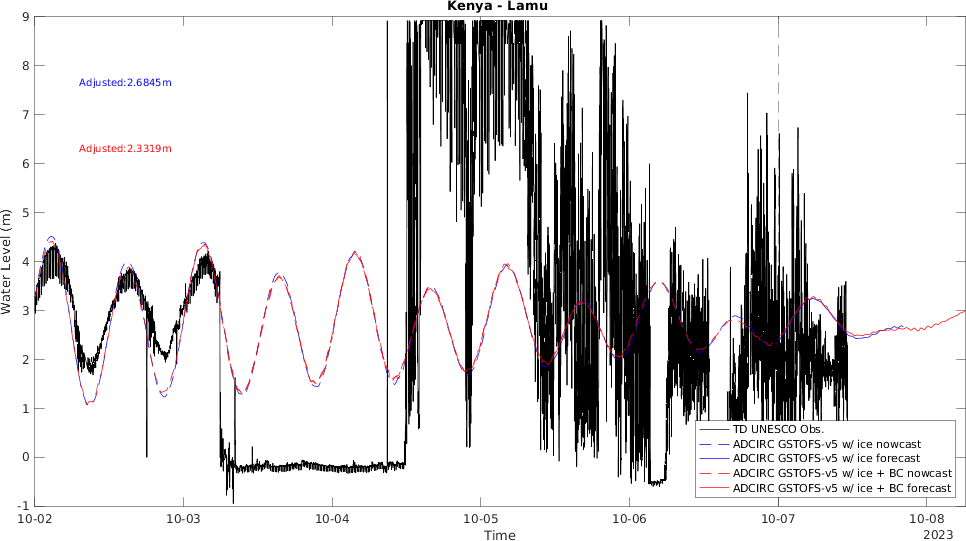 Kenya - Lamu
9
8
7
6
5
4
3
2
1
0
-1
Water Level (m)
Adjusted:2.6845m
Adjusted:2.3319m
TD UNESCO Obs.
ADCIRC GSTOFS-v5 w/ ice nowcast
ADCIRC GSTOFS-v5 w/ ice forecast
ADCIRC GSTOFS-v5 w/ ice + BC nowcast
ADCIRC GSTOFS-v5 w/ ice + BC forecast
10-02 10-03 10-04 10-05 10-06 10-07 10-08
Time
2023